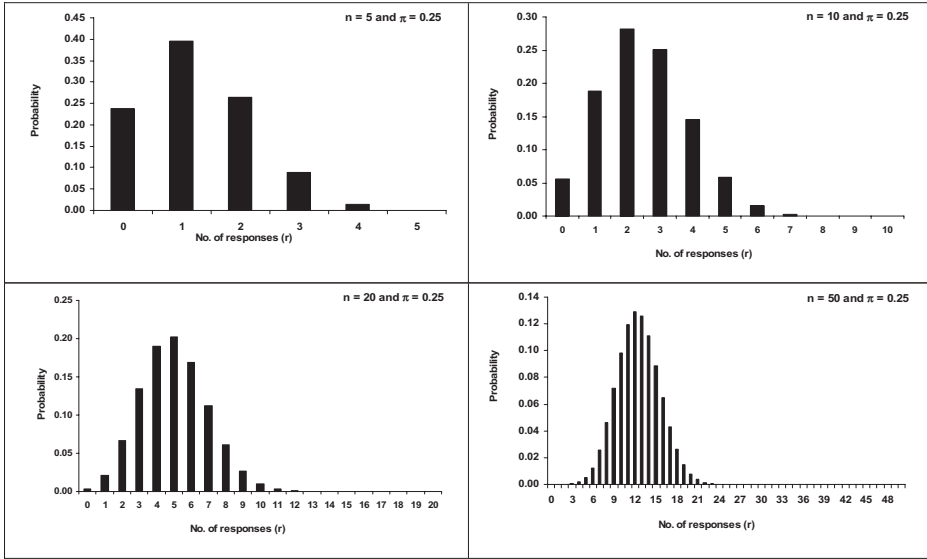 n = 5 and π = 0.25
0.45
0.40
0.35
0.30
0.25
0.20
0.15
0.10
0.05
0.00
Probability
0 1 2 3 4 5
No. of responses (r)
n = 10 and π = 0.25
0.30
0.25
0.20
0.15
0.10
0.05
0.00
Probability
0 1 2 3 4 5 6 7 8 9 10
No. of responses (r)
n = 20 and π = 0.25
0.25
0.20
0.15
0.10
0.05
0.00
Probability
0 1 2 3 4 5 6 7 8 9 10 11 12 13 14 15 16 17 18 19 20
No. of responses (r)
n = 50 and π = 0.25
0.14
0.12
0.10
0.08
0.06
0.04
0.02
0.00
Probability
0 3 6 9 12 15 18 21 24 27 30 33 36 39 42 45 48
No. of responses (r)